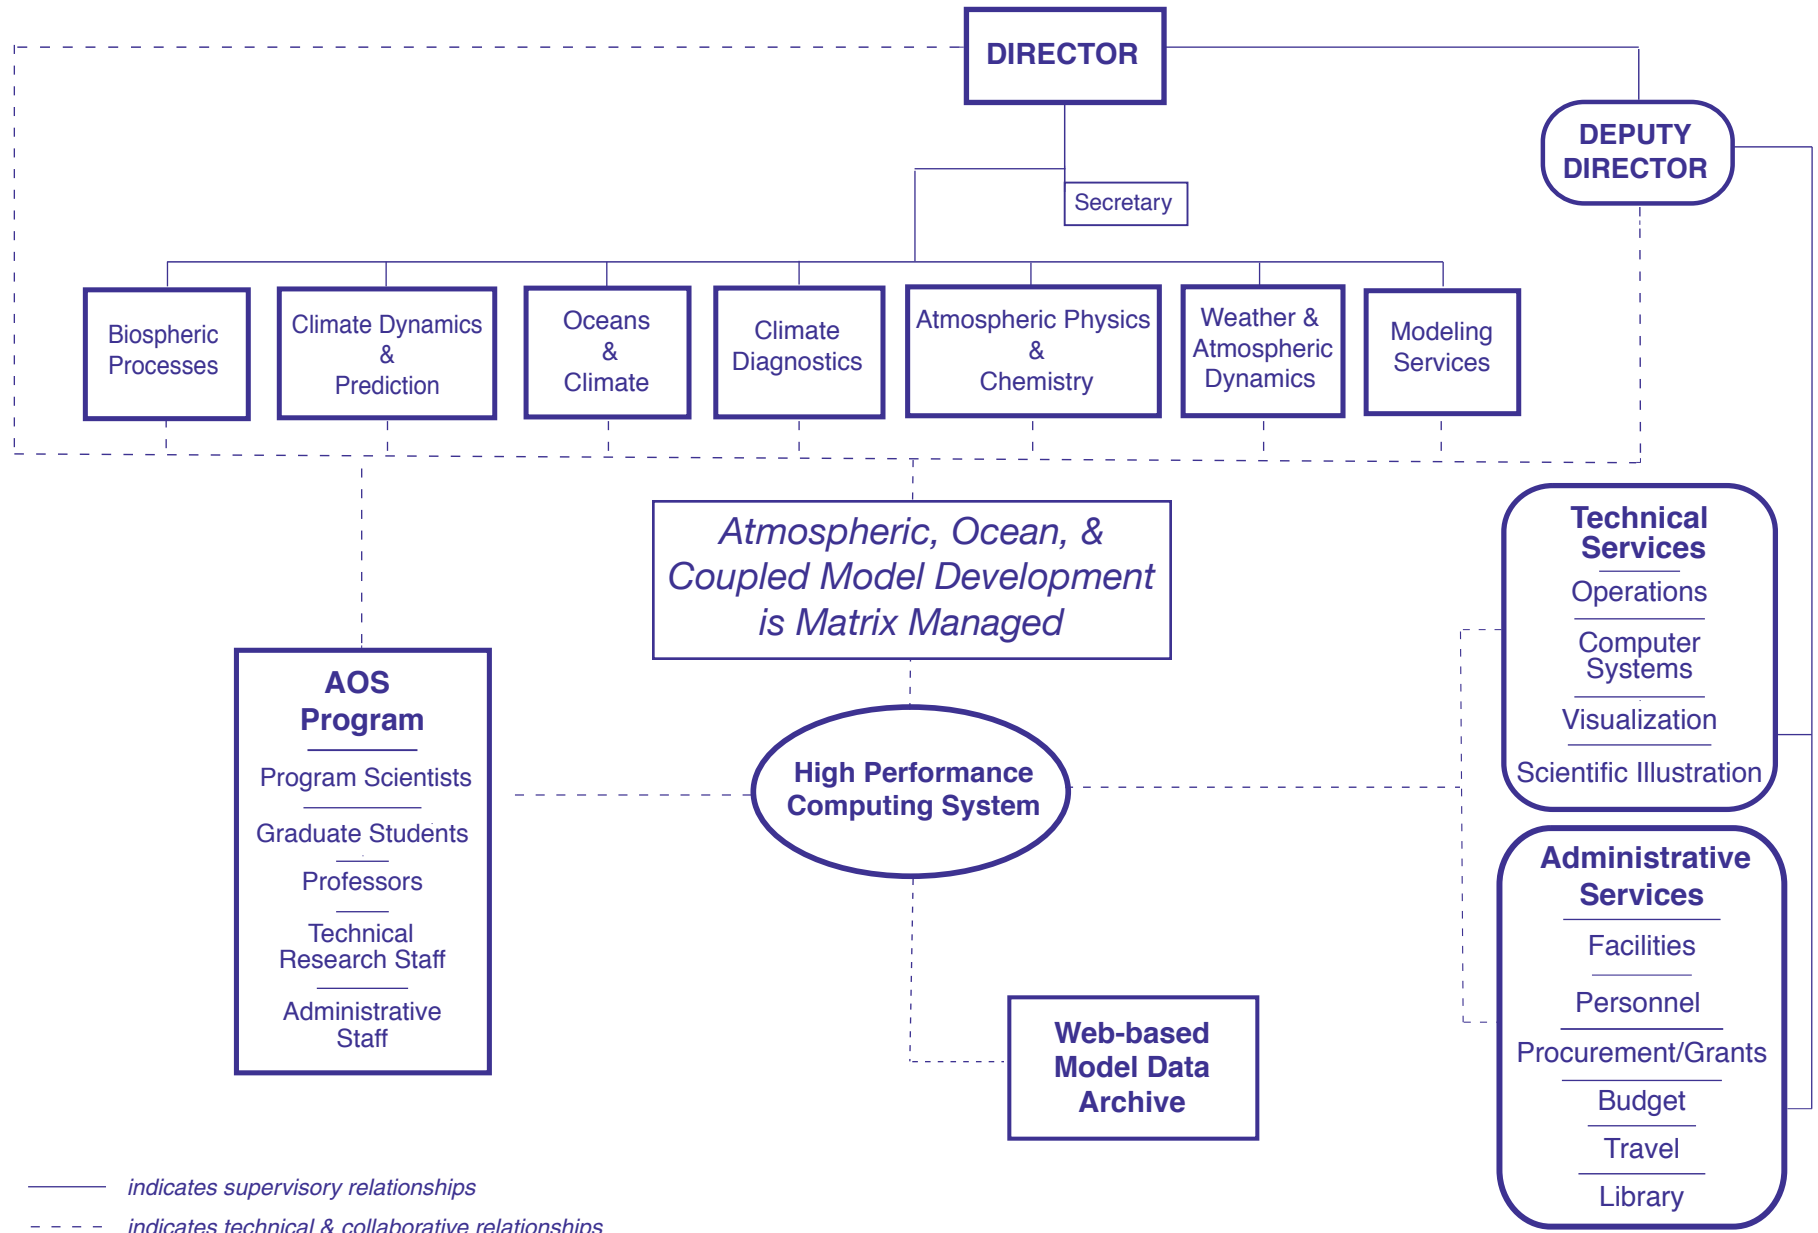 DIRECTOR
DEPUTY
DIRECTOR
Secretary
Biospheric
Processes
Climate Dynamics
&
Prediction
Oceans
&
Climate
Climate
Diagnostics
Atmospheric Physics
&
Chemistry
Weather &
Atmospheric
Dynamics
Modeling
Services
Atmospheric, Ocean, &
Coupled Model Development
is Matrix Managed
Technical
Services
Operations
Computer
Systems
Visualization
Scientific Illustration
AOS
Program
Program Scientists
Graduate Students
Professors
Technical
Research Staff
Administrative
Staff
High Performance
Computing System
Administrative
Services
Facilities
Personnel
Procurement/Grants
Budget
Travel
Library
Web-based
Model Data
Archive
indicates supervisory relationships
indicates technical & collaborative relationships